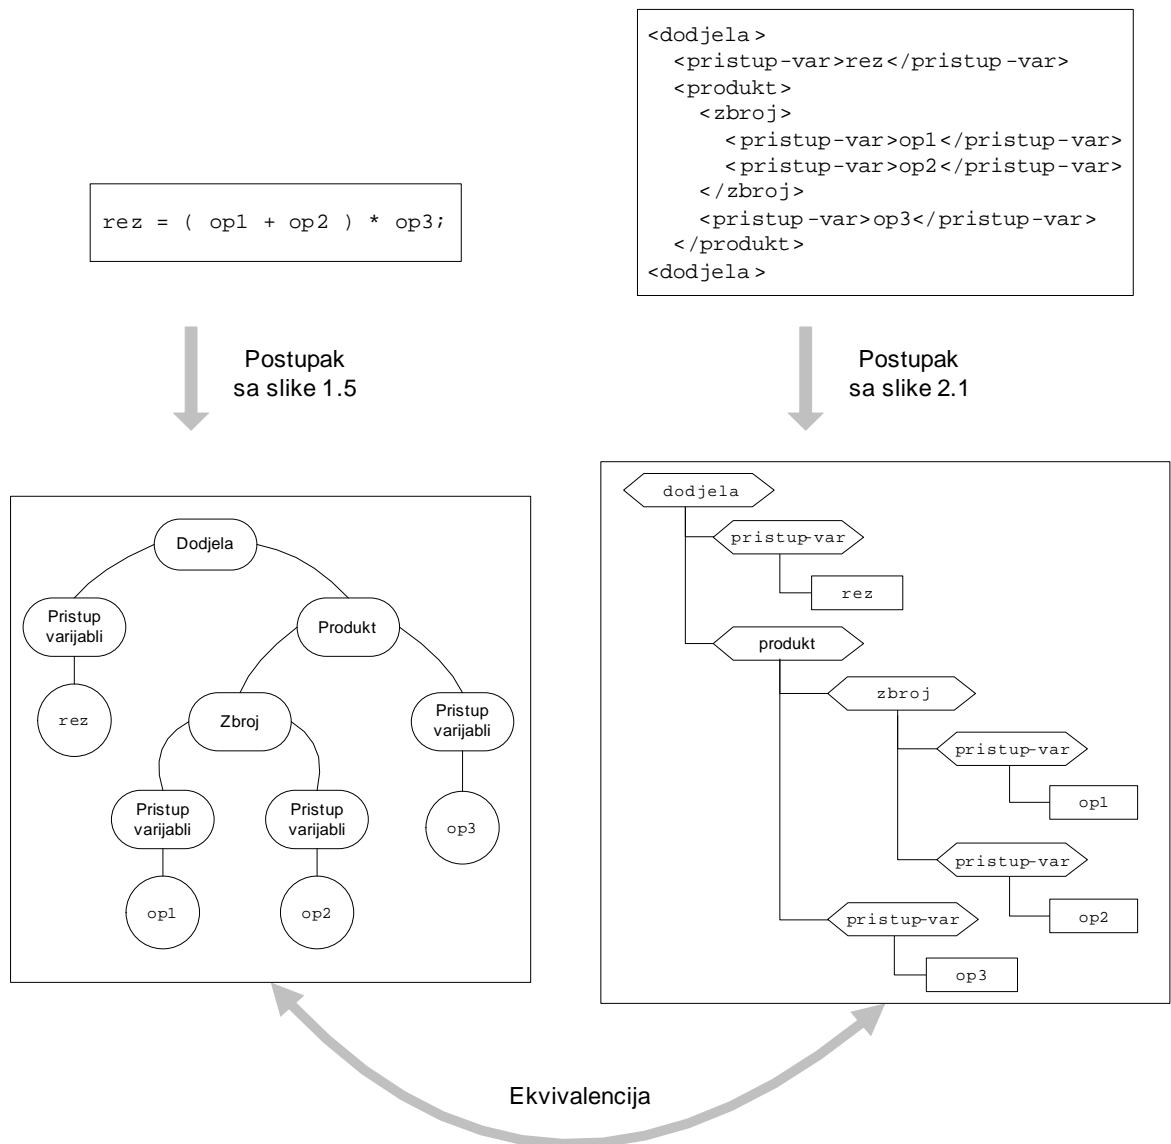 <dodjela>
<pristup-var>rez</pristup-var>
<produkt>
<zbroj>
<pristup-var>op1</pristup-var>
<pristup-var>op2</pristup-var>
</zbroj>
<pristup-var>op3</pristup-var>
</produkt>
<dodjela>
rez = ( op1 + op2 ) * op3;
Postupak
sa slike 1.5
Postupak
sa slike 2.1
Dodjela
Pristup
varijabli
Produkt
rez
Zbroj
Pristup
varijabli
Pristup
varijabli
Pristup
varijabli
op3
op1
op2
dodjela
pristup-var
rez
produkt
zbroj
pristup-var
op1
pristup-var
op2
pristup-var
op3
Ekvivalencija